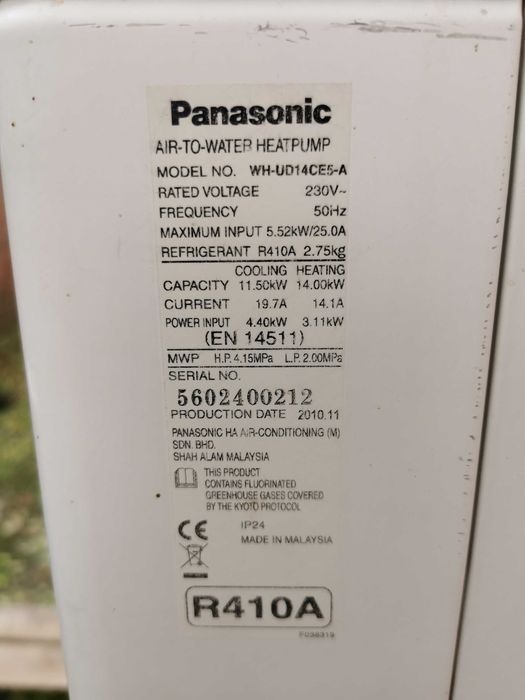 Panasonic
AIR-TO-WATER HEATPUMP
MODEL NO. WH-UD14CE5-A
RATED VOLTAGE 230V~
FREQUENCY 50Hz
MAXIMUM INPUT 5.52kW/25.0A
REFRIGERANT R410A 2.75kg
COOLING HEATING
CAPACITY 11.50kW 14.00kW
CURRENT 19.7A 14.1A
POWER INPUT 4.40kW 3.11kW
(EN 14511)
MWP H.P. 4.15MPa L.P. 2.00MPa
SERIAL NO.
5602400212
PRODUCTION DATE 2010.11
PANASONIC HA AIR-CONDITIONING (M)
SDN. BHD.
SHAH ALAM MALAYSIA
THIS PRODUCT
CONTAINS FLUORINATED
GREENHOUSE GASES COVERED
BY THE KYOTO PROTOCOL
CE IP24
MADE IN MALAYSIA
R410A